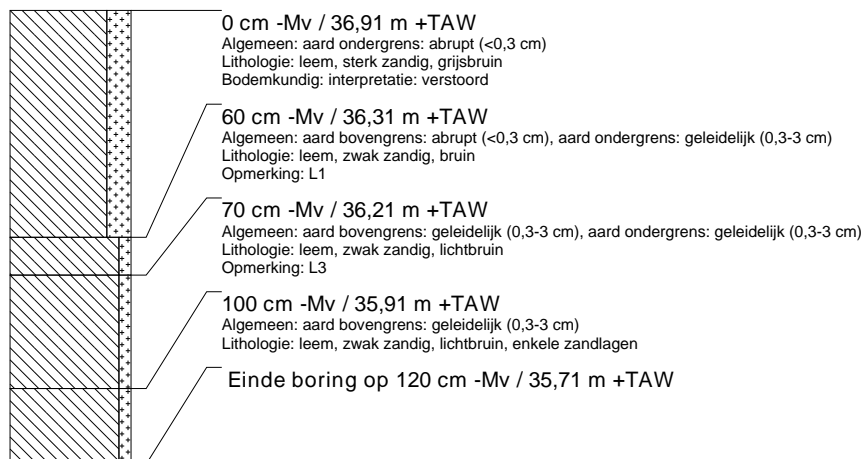 0 cm -Mv / 36,91 m +TAW
Algemeen: aard ondergrens: abrupt (<0,3 cm)
Lithologie: leem, sterk zandig, grijsbruin
Bodemkundig: interpretatie: verstoord
60 cm -Mv / 36,31 m +TAW
Algemeen: aard bovengrens: abrupt (<0,3 cm), aard ondergrens: geleidelijk (0,3-3 cm)
Lithologie: leem, zwak zandig, bruin
Opmerking: L1
70 cm -Mv / 36,21 m +TAW
Algemeen: aard bovengrens: geleidelijk (0,3-3 cm), aard ondergrens: geleidelijk (0,3-3 cm)
Lithologie: leem, zwak zandig, lichtbruin
Opmerking: L3
100 cm -Mv / 35,91 m +TAW
Algemeen: aard bovengrens: geleidelijk (0,3-3 cm)
Lithologie: leem, zwak zandig, lichtbruin, enkele zandlagen
Einde boring op 120 cm -Mv / 35,71 m +TAW